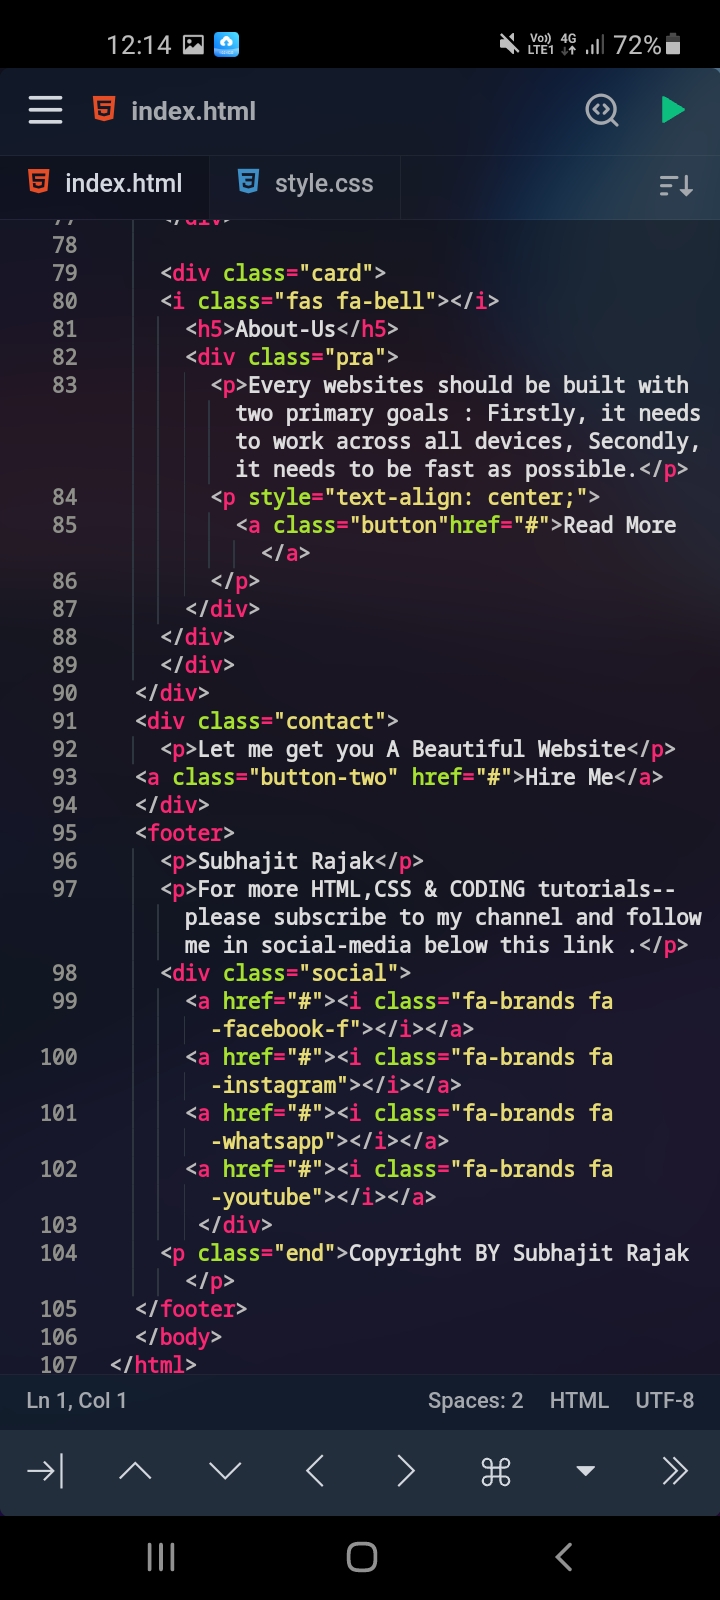 12:14 Vo)) LTE1 4G 72%
index.html
index.html style.css
77 </div>
78
79 <div class="card">
80 <i class="fas fa-bell"></i>
81 <h5>About-Us</h5>
82 <div class="pra">
83 <p>Every websites should be built with
two primary goals : Firstly, it needs
to work across all devices, Secondly,
it needs to be fast as possible.</p>
84 <p style="text-align: center;">
85 <a class="button"href="#">Read More
</a>
86 </p>
87 </div>
88 </div>
89 </div>
90 </div>
91 <div class="contact">
92 <p>Let me get you A Beautiful Website</p>
93 <a class="button-two" href="#">Hire Me</a>
94 </div>
95 <footer>
96 <p>Subhajit Rajak</p>
97 <p>For more HTML,CSS & CODING tutorials--
please subscribe to my channel and follow
me in social-media below this link .</p>
98 <div class="social">
99 <a href="#"><i class="fa-brands fa
-facebook-f"></i></a>
100 <a href="#"><i class="fa-brands fa
-instagram"></i></a>
101 <a href="#"><i class="fa-brands fa
-whatsapp"></i></a>
102 <a href="#"><i class="fa-brands fa
-youtube"></i></a>
103 </div>
104 <p class="end">Copyright BY Subhajit Rajak
</p>
105 </footer>
106 </body>
107 </html>
Ln 1, Col 1 Spaces: 2 HTML UTF-8